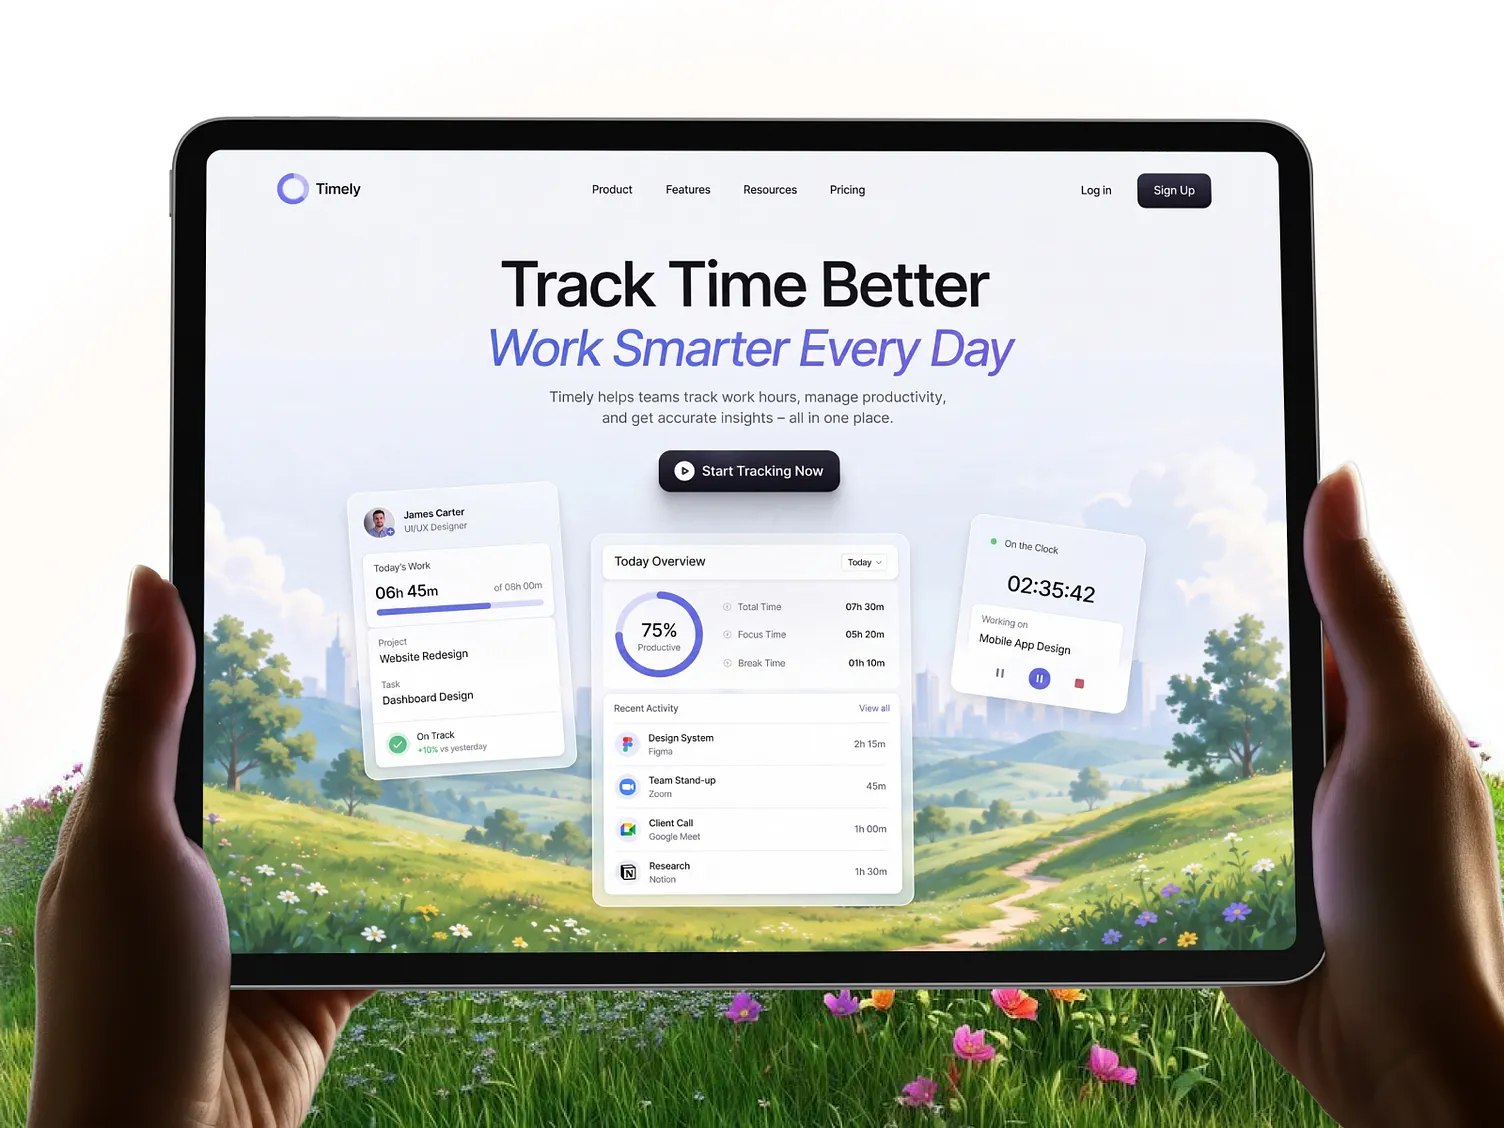 Timely
Product
Features
Resources
Pricing
Log in
Sign Up
Track Time Better
Work Smarter Every Day
Timely helps teams track work hours, manage productivity,
and get accurate insights – all in one place.
Start Tracking Now
James Carter
UI/UX Designer
Today's Work
06h 45m
of 08h 00m
Project
Website Redesign
Task
Dashboard Design
On Track
+10% vs yesterday
Today Overview
Today
75%
Productive
Total Time
07h 30m
Focus Time
05h 20m
Break Time
01h 10m
Recent Activity
View all
Design System
Figma
2h 15m
Team Stand-up
Zoom
45m
Client Call
Google Meet
1h 00m
Research
Notion
1h 30m
On the Clock
02:35:42
Working on
Mobile App Design